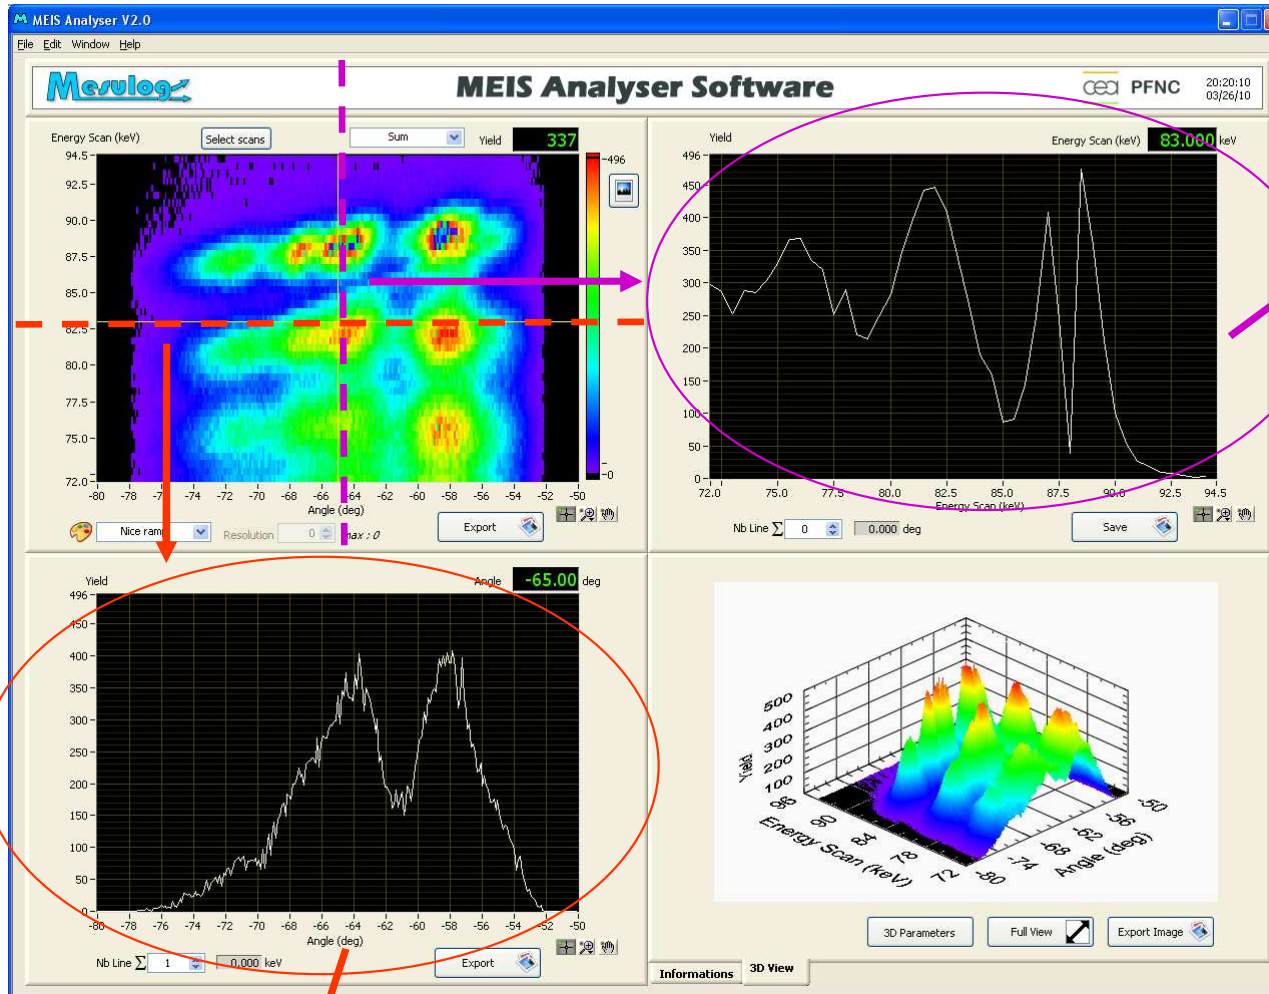 MEIS Analyser V2.0
File Edit Window Help
Mesulog
MEIS Analyser Software
cea PFNC
20:20:10
03/26/10
Energy Scan (keV)
Select scans
Sum
Yield
337
94.5
92.5
90.0
87.5
85.0
82.5
80.0
77.5
75.0
72.0
496
0
-80 -78 -7 -72 -70 -68 -66 -64 -62 -60 -58 -56 -54 -52 -50
Angle (deg)
Nice ram
Resolution
0
max : 0
Export
Yield
Energy Scan (keV)
83.000 keV
496
450
400
350
300
250
200
150
100
50
0
72.0 75.0 77.5 80.0 82.5 85.0 87.5 90.0 92.5 94.5
Energy Scan (keV)
Nb Line Σ 0
0.000 deg
Save
Yield
Angle
-65.00 deg
496
450
400
350
300
250
200
150
100
50
0
-80 -78 -76 -74 -72 -70 -68 -66 -64 -62 -60 -58 -56 -54 -52 -50
Angle (deg)
Nb Line Σ 1
0.000 keV
Export
500
400
300
200
100
Yield
96 90 84 78 72
Energy Scan (keV)
-80 -74 -68 -62 -56 -50
Angle (deg)
3D Parameters
Full View
Export Image
Informations
3D View